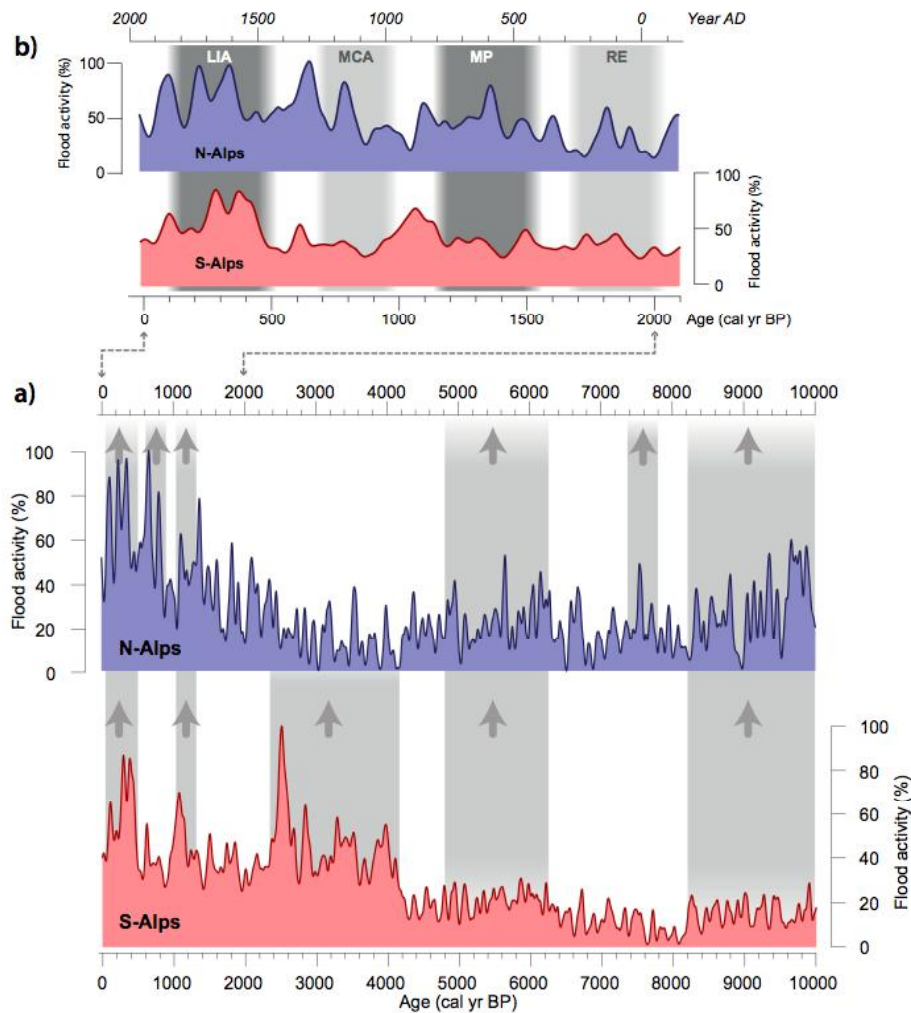 2000 1500 1000 500 0 Year AD
b)
LIA MCA MP RE
Flood activity (%)
100
50
0
N-Alps
100
50
0
Flood activity (%)
S-Alps
0 500 1000 1500 2000 Age (cal yr BP)
a)
0 1000 2000 3000 4000 5000 6000 7000 8000 9000 10000
Flood activity (%)
100
80
60
40
20
0
N-Alps
100
80
60
40
20
0
Flood activity (%)
S-Alps
0 1000 2000 3000 4000 5000 6000 7000 8000 9000 10000
Age (cal yr BP)